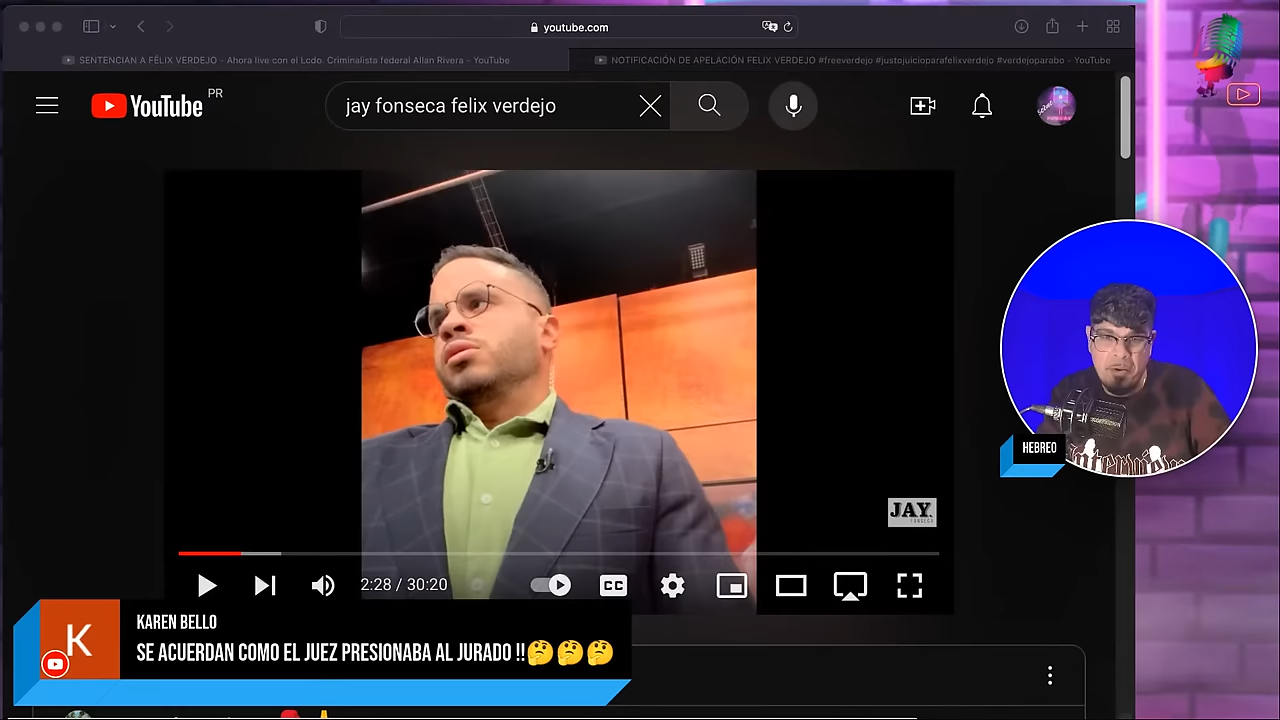 youtube.com
SENTENCIAN A FÉLIX VERDEJO - Ahora live con el Lcdo. Criminalista federal Allan Rivera - YouTube
NOTIFICACIÓN DE APELACIÓN FELIX VERDEJO #freeverdejo #justojuicioparafelixverdejo #verdejoparabo - YouTube
YouTube PR
jay fonseca felix verdejo
HEBREO
JAY
FONSECA
2:28 / 30:20
CC
K
KAREN BELLO
SE ACUERDAN COMO EL JUEZ PRESIONABA AL JURADO !!🤔🤔🤔